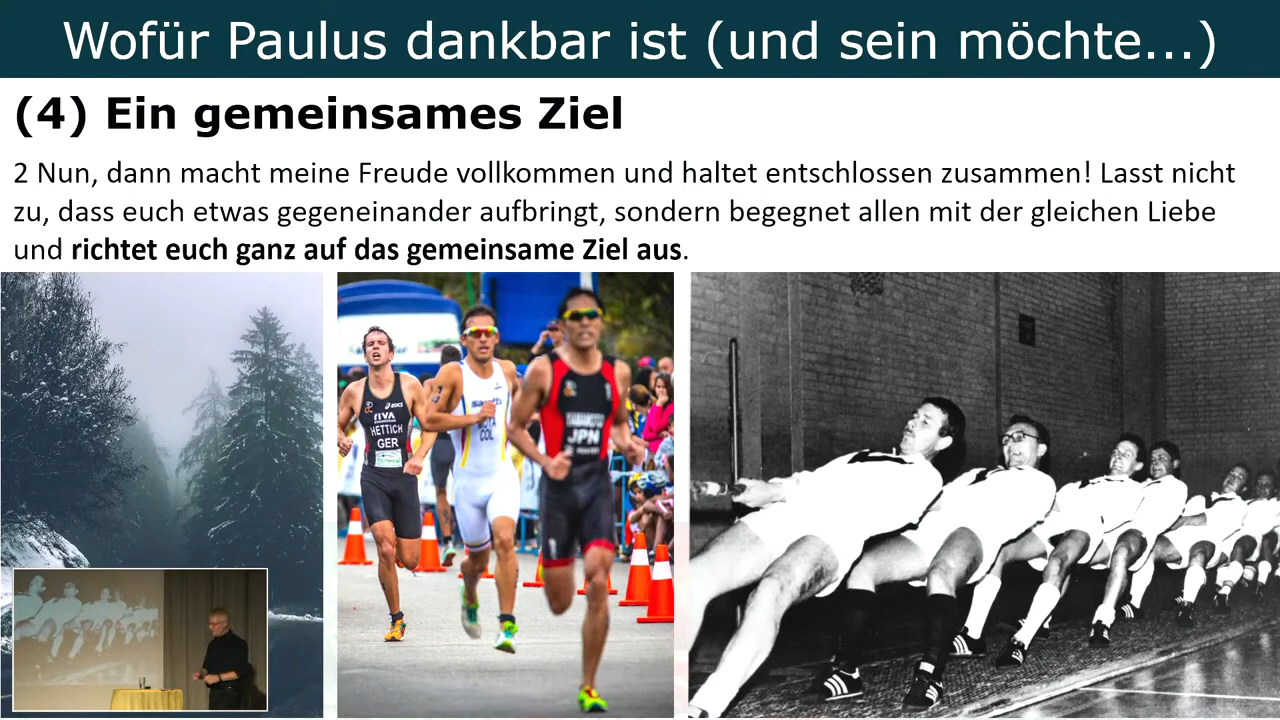 Wofür Paulus dankbar ist (und sein möchte...)
(4) Ein gemeinsames Ziel
2 Nun, dann macht meine Freude vollkommen und haltet entschlossen zusammen! Lasst nicht
zu, dass euch etwas gegeneinander aufbringt, sondern begegnet allen mit der gleichen Liebe
und richtet euch ganz auf das gemeinsame Ziel aus.
asics
HETTICH
GER
COL
JPN